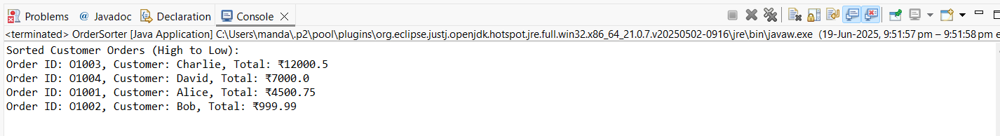 Problems @ Javadoc Declaration Console
<terminated> OrderSorter [Java Application] C:\Users\manda\.p2\pool\plugins\org.eclipse.justj.openjdk.hotspot.jre.full.win32.x86_64_21.0.7.v20250502-0916\jre\bin\javaw.exe (19-Jun-2025, 9:51:57 pm – 9:51:58 pm e
Sorted Customer Orders (High to Low):
Order ID: O1003, Customer: Charlie, Total: ₹12000.5
Order ID: O1004, Customer: David, Total: ₹7000.0
Order ID: O1001, Customer: Alice, Total: ₹4500.75
Order ID: O1002, Customer: Bob, Total: ₹999.99